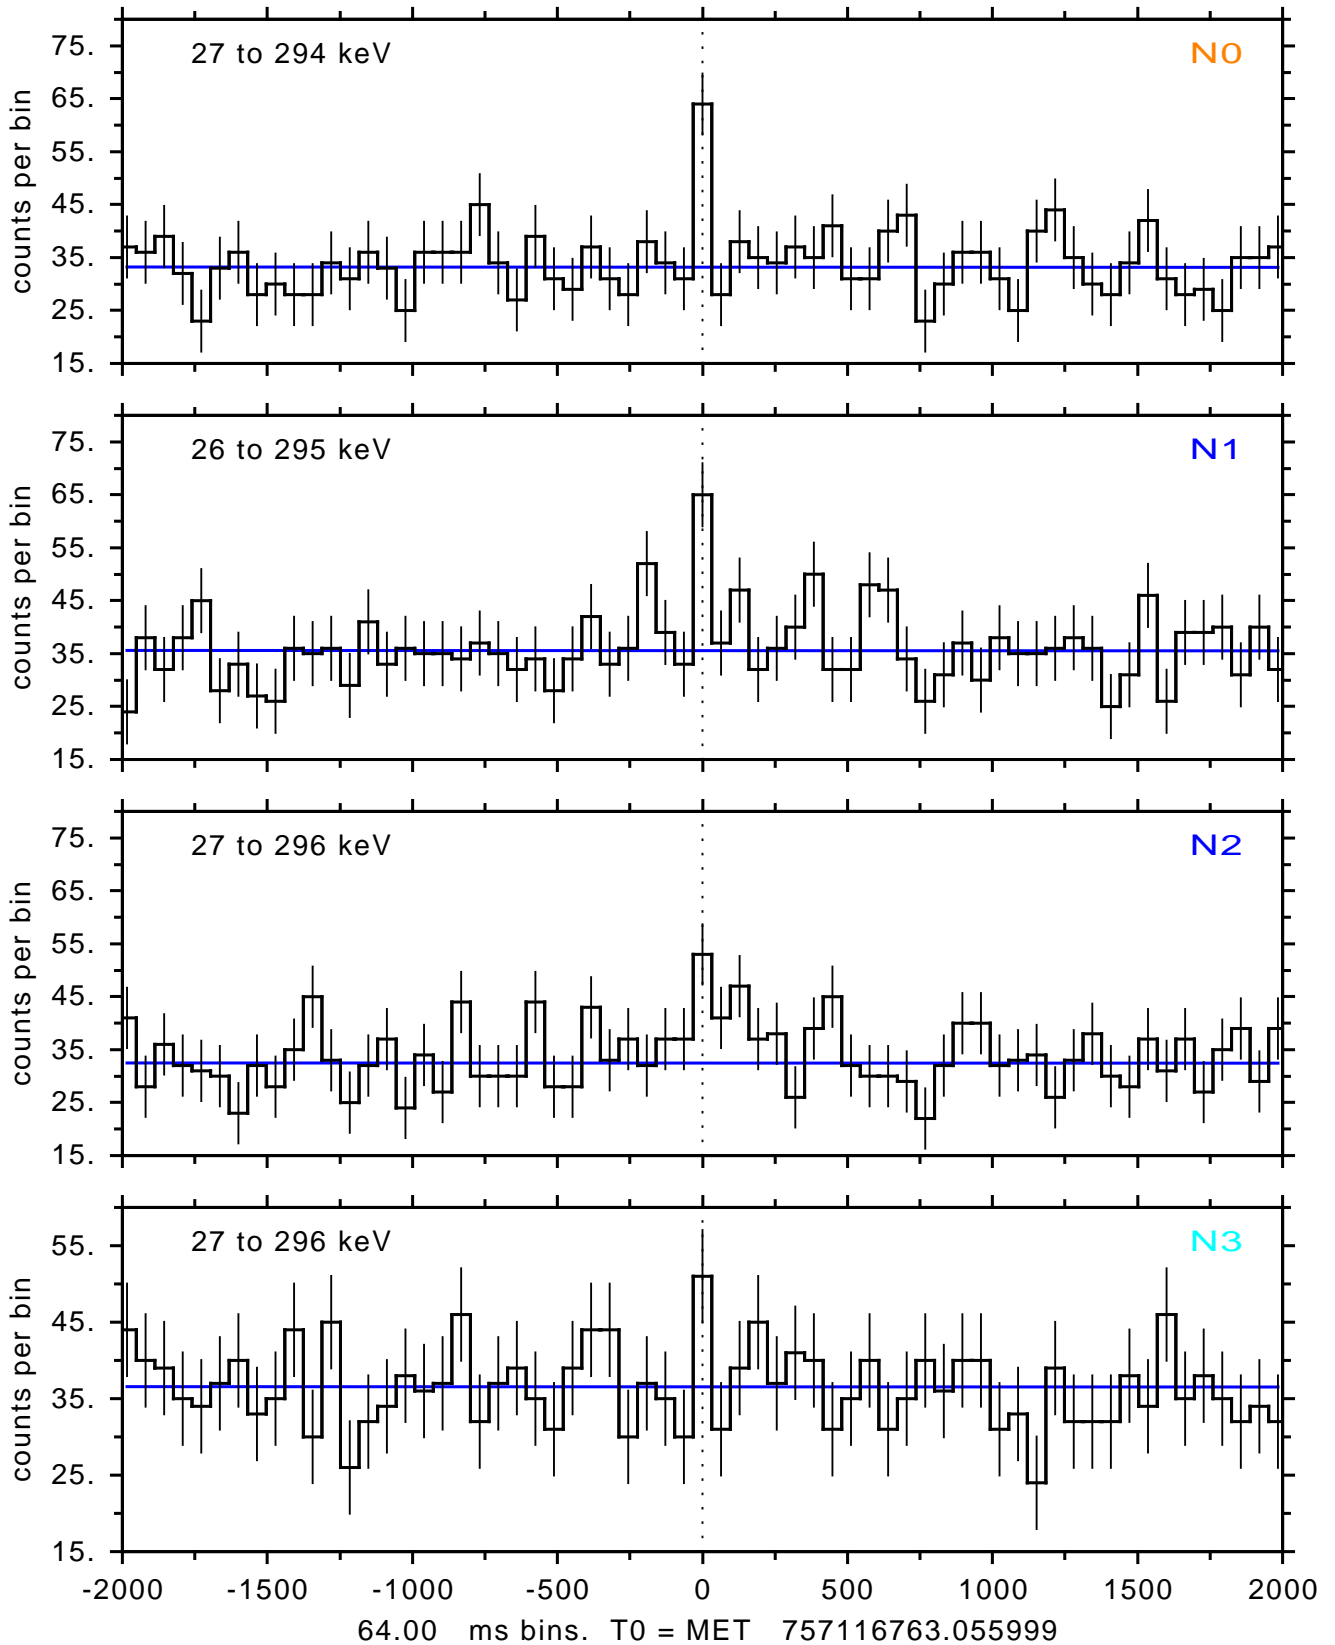 27 to 294 keV N0
75.
65.
55.
45.
35.
25.
15.
counts per bin
26 to 295 keV N1
75.
65.
55.
45.
35.
25.
15.
counts per bin
27 to 296 keV N2
75.
65.
55.
45.
35.
25.
15.
counts per bin
27 to 296 keV N3
55.
45.
35.
25.
15.
counts per bin
-2000 -1500 -1000 -500 0 500 1000 1500 2000
64.00 ms bins. T0 = MET 757116763.055999